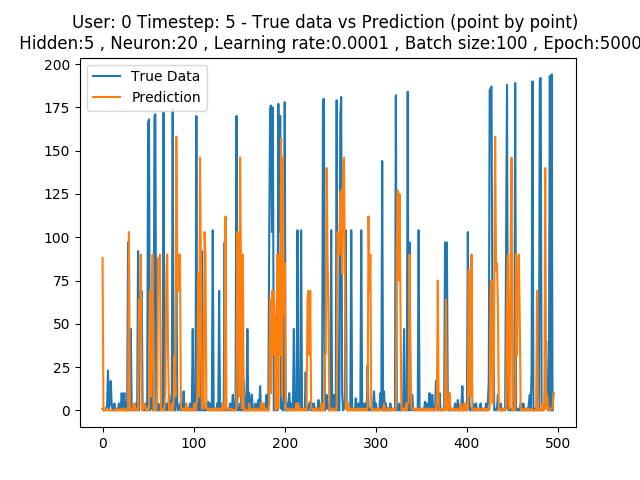 User: 0 Timestep: 5 - True data vs Prediction (point by point)
Hidden:5 , Neuron:20 , Learning rate:0.0001 , Batch size:100 , Epoch:5000
200
175
150
125
100
75
50
25
0
True Data
Prediction
0 100 200 300 400 500